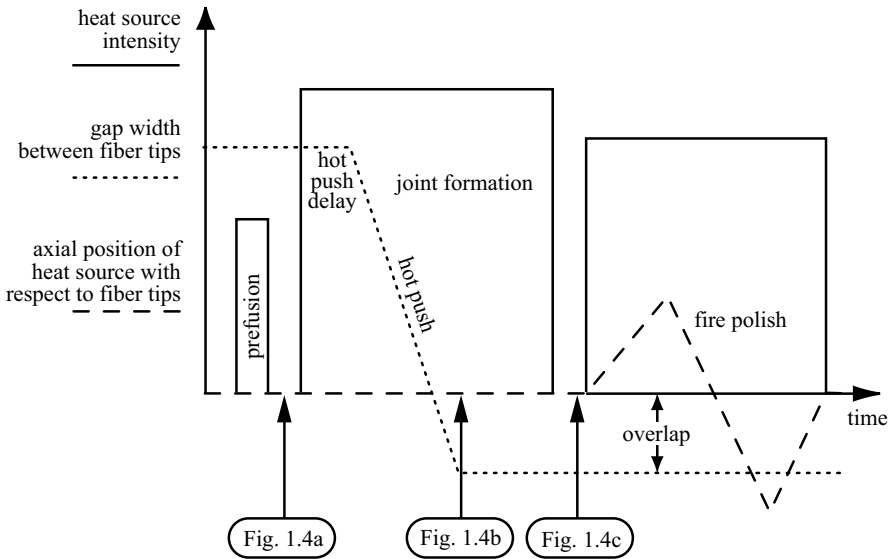 heat source
intensity
gap width
between fiber tips
axial position of
heat source with
respect to fiber tips
prefusion
hot
push
delay
joint formation
hot push
fire polish
overlap
time
Fig. 1.4a
Fig. 1.4b
Fig. 1.4c